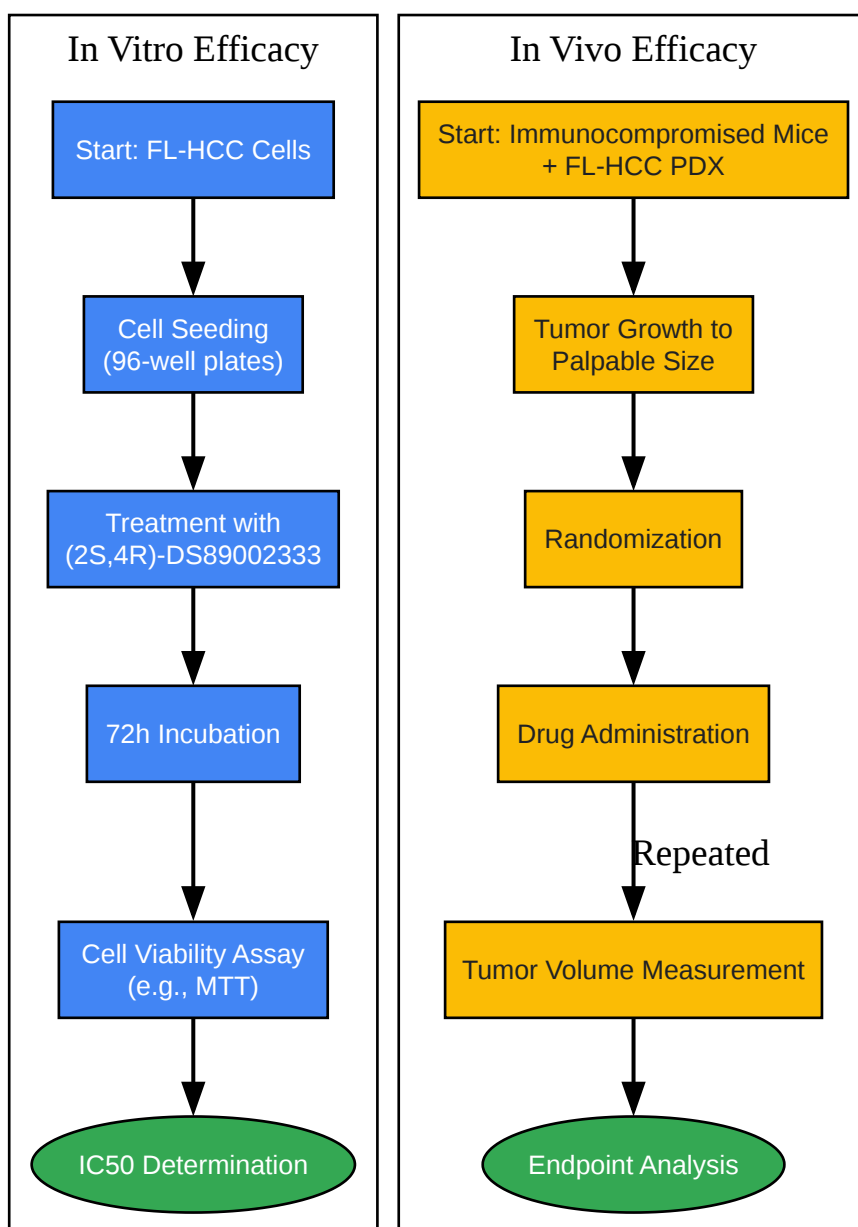 In Vitro Efficacy
Start: FL-HCC Cells
Cell Seeding
(96-well plates)
Treatment with
(2S,4R)-DS89002333
72h Incubation
Cell Viability Assay
(e.g., MTT)
IC50 Determination
In Vivo Efficacy
Start: Immunocompromised Mice
+ FL-HCC PDX
Tumor Growth to
Palpable Size
Randomization
Drug Administration
Repeated
Tumor Volume Measurement
Endpoint Analysis